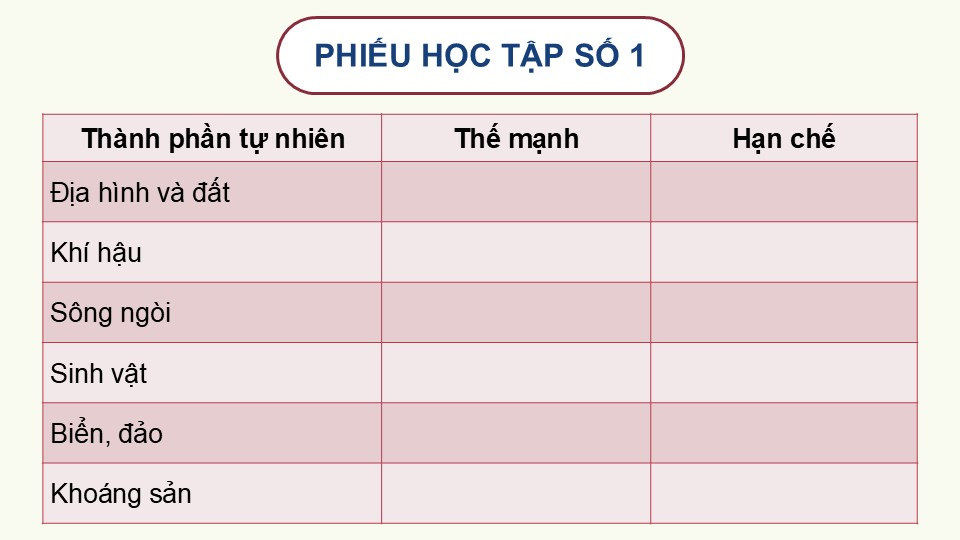 PHIẾU HỌC TẬP SỐ 1
Thành phần tự nhiên Thế mạnh Hạn chế
Địa hình và đất
Khí hậu
Sông ngòi
Sinh vật
Biển, đảo
Khoáng sản